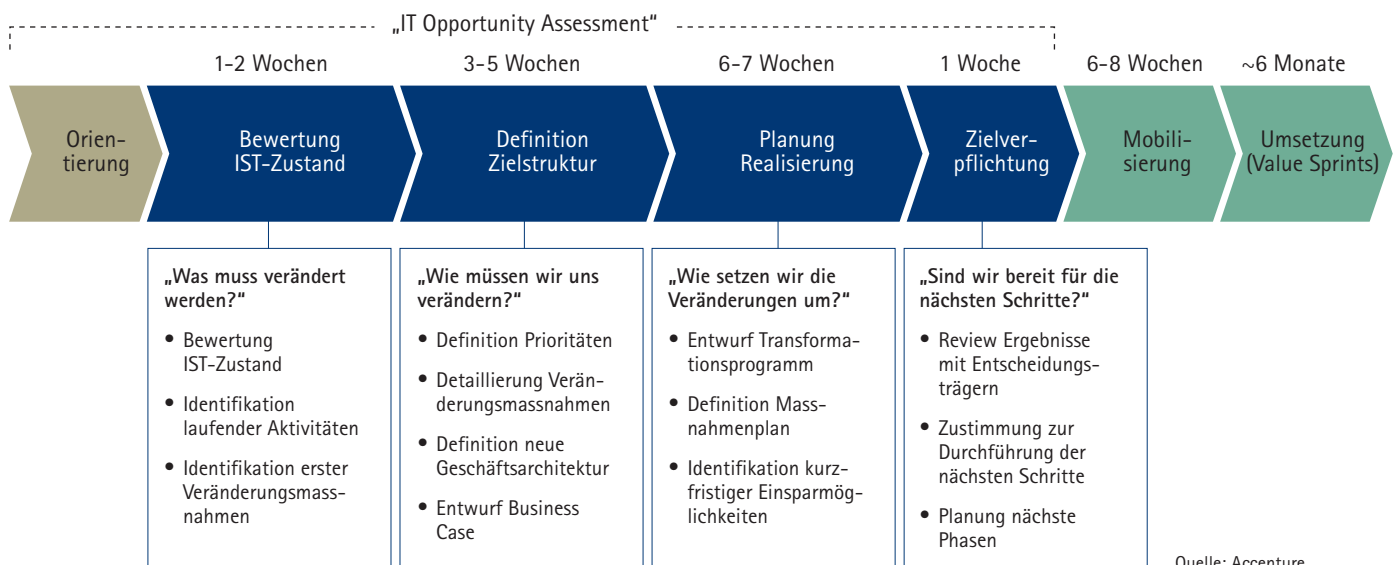 „IT Opportunity Assessment“
1-2 Wochen
3-5 Wochen
6-7 Wochen
1 Woche
6-8 Wochen
~6 Monate
Orien-
tierung
Bewertung
IST-Zustand
Definition
Zielstruktur
Planung
Realisierung
Zielver-
pflichtung
Mobili-
sierung
Umsetzung
(Value Sprints)
„Was muss verändert
werden?“
• Bewertung
IST-Zustand
• Identifikation
laufender Aktivitäten
• Identifikation erster
Veränderungsmass-
nahmen
„Wie müssen wir uns
verändern?“
• Definition Prioritäten
• Detaillierung Verän-
derungsmassnahmen
• Definition neue
Geschäftsarchitektur
• Entwurf Business
Case
„Wie setzen wir die
Veränderungen um?“
• Entwurf Transforma-
tionsprogramm
• Definition Mass-
nahmenplan
• Identifikation kurz-
fristiger Einsparmög-
lichkeiten
„Sind wir bereit für die
nächsten Schritte?“
• Review Ergebnisse
mit Entscheidungs-
trägern
• Zustimmung zur
Durchführung der
nächsten Schritte
• Planung nächste
Phasen
Quelle: Accenture